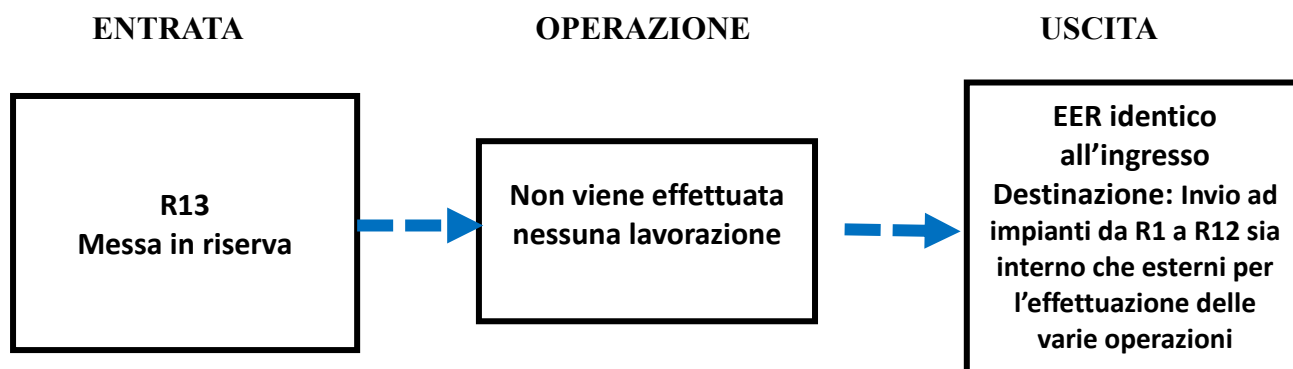 ENTRATA
OPERAZIONE
USCITA
R13
Messa in riserva
Non viene effettuata
nessuna lavorazione
EER identico
all’ingresso
Destinazione: Invio ad
impianti da R1 a R12 sia
interno che esterni per
l’effettuazione delle
varie operazioni